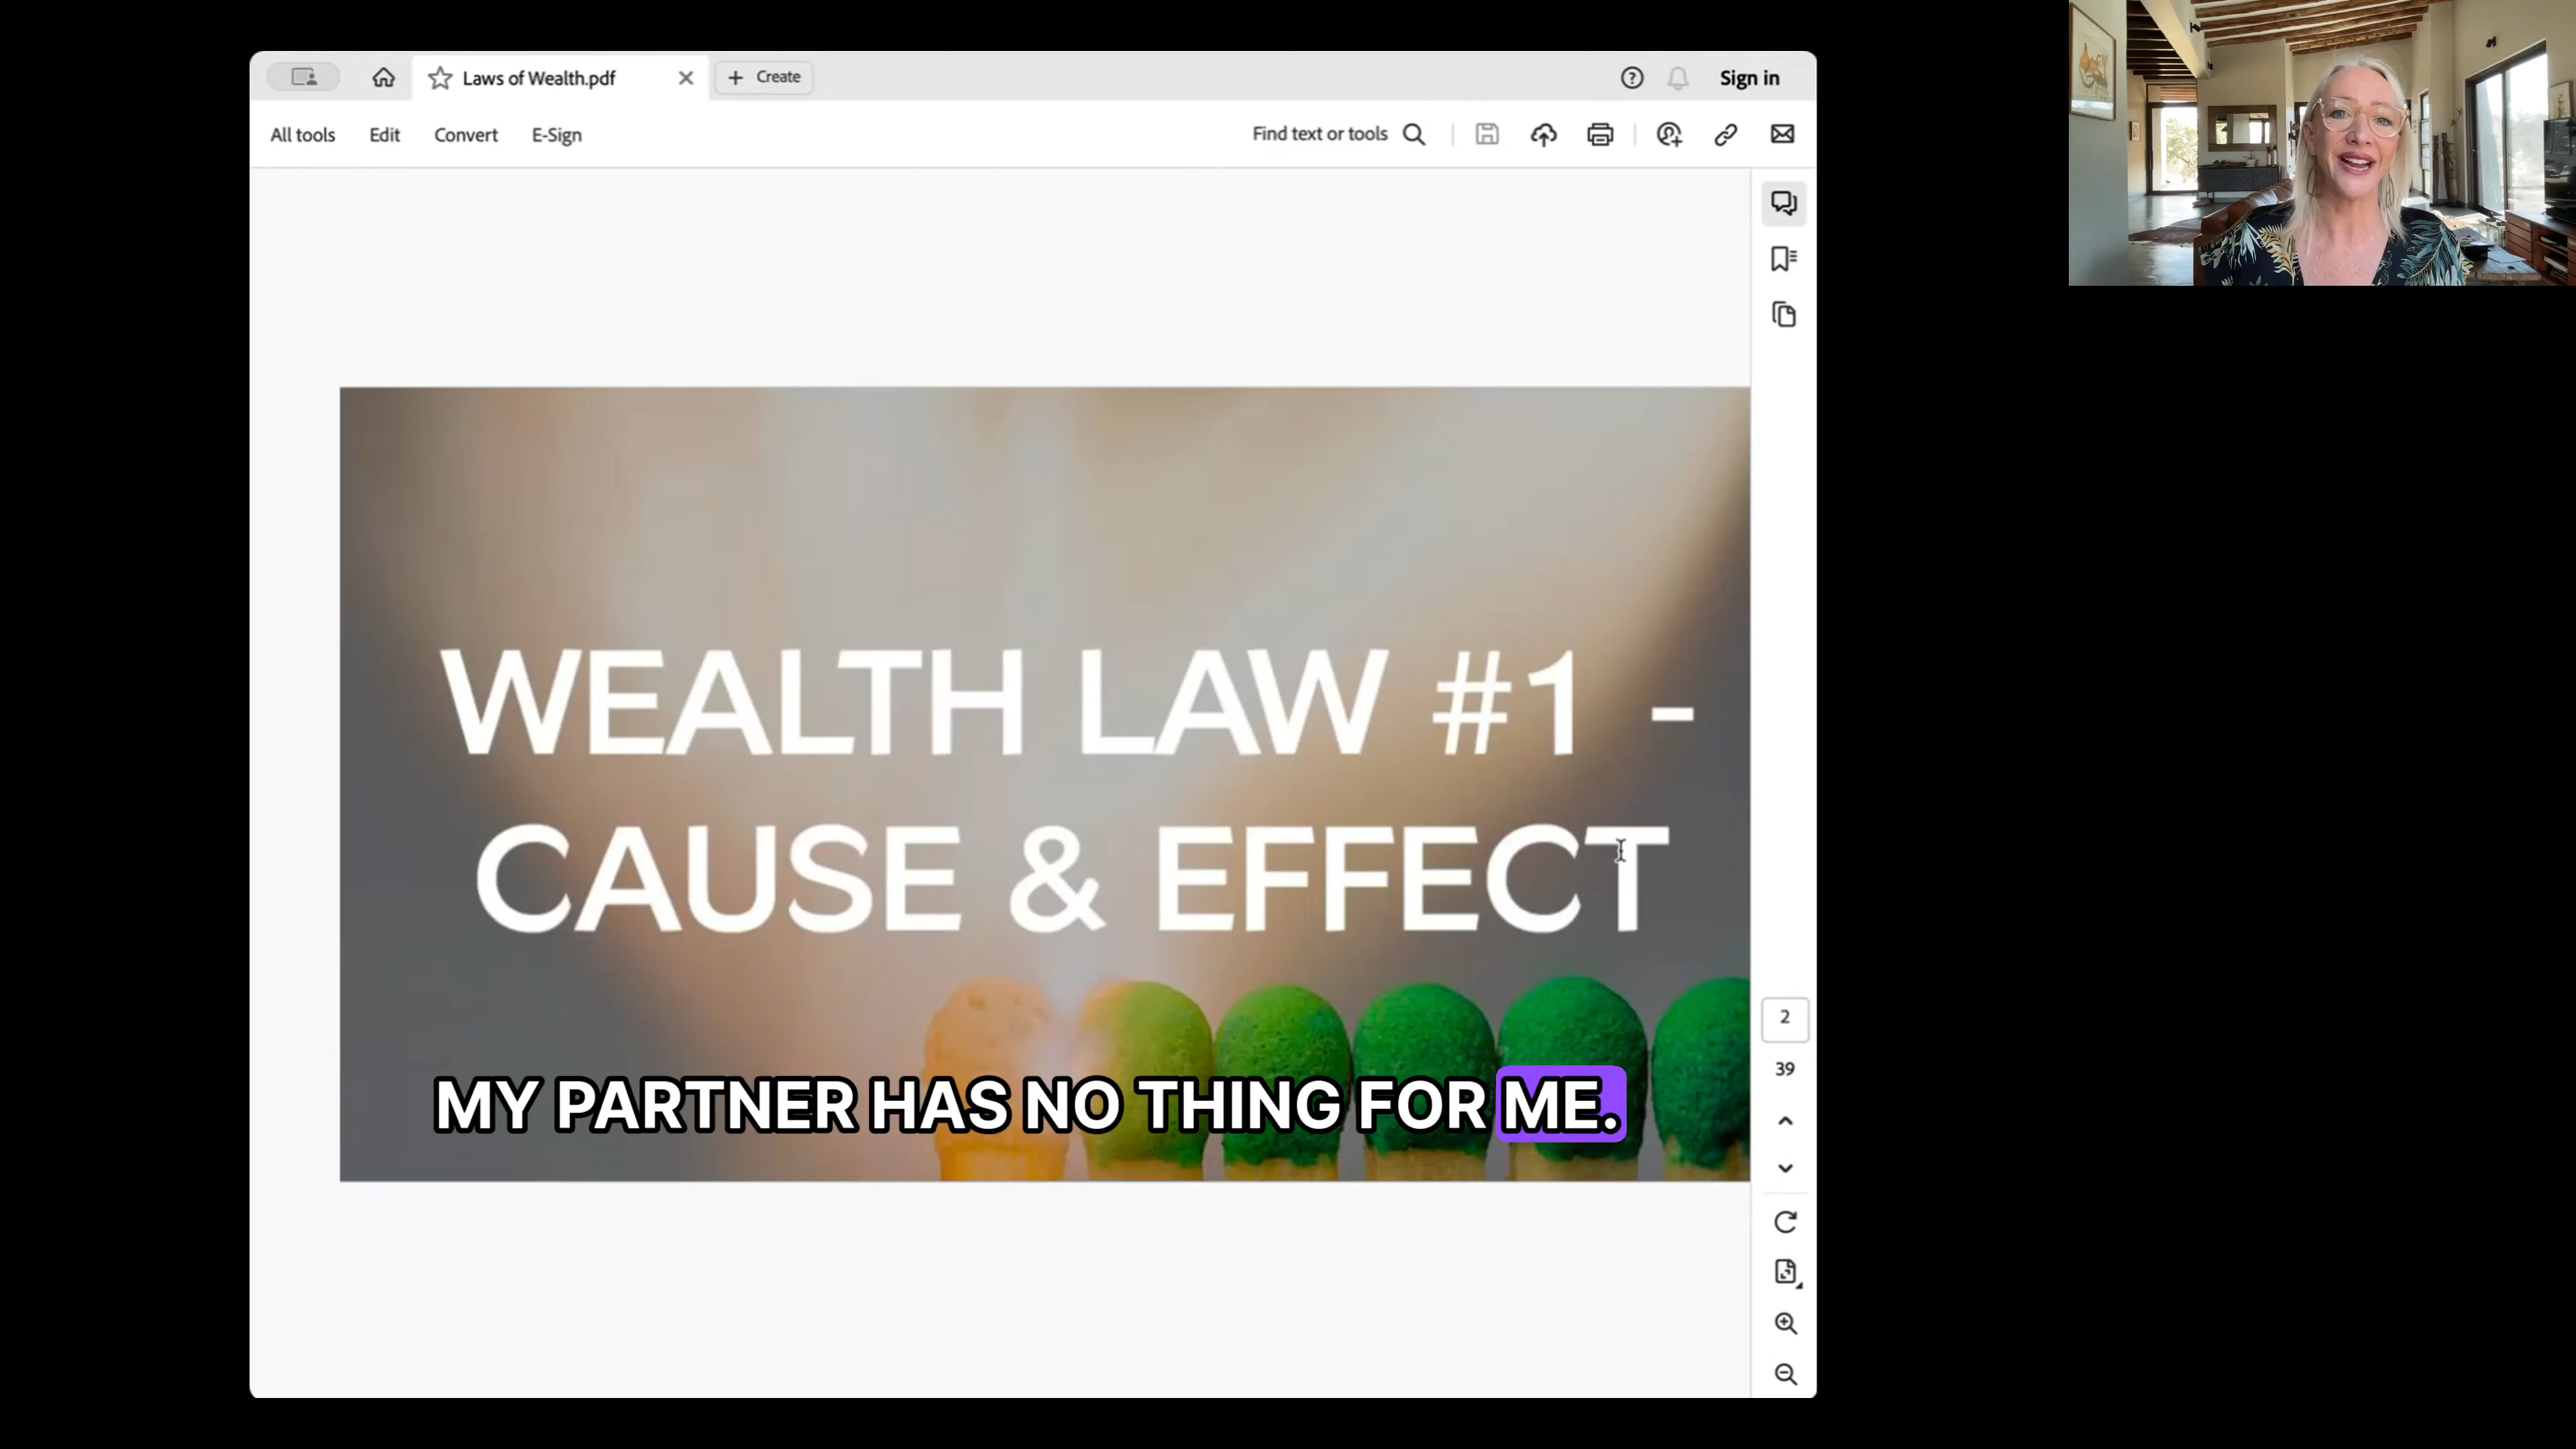 Laws of Wealth.pdf
Create
Sign in
All tools
Edit
Convert
E-Sign
Find text or tools
WEALTH LAW #1 -
CAUSE & EFFECT
MY PARTNER HAS NO THING FOR ME.
2
39